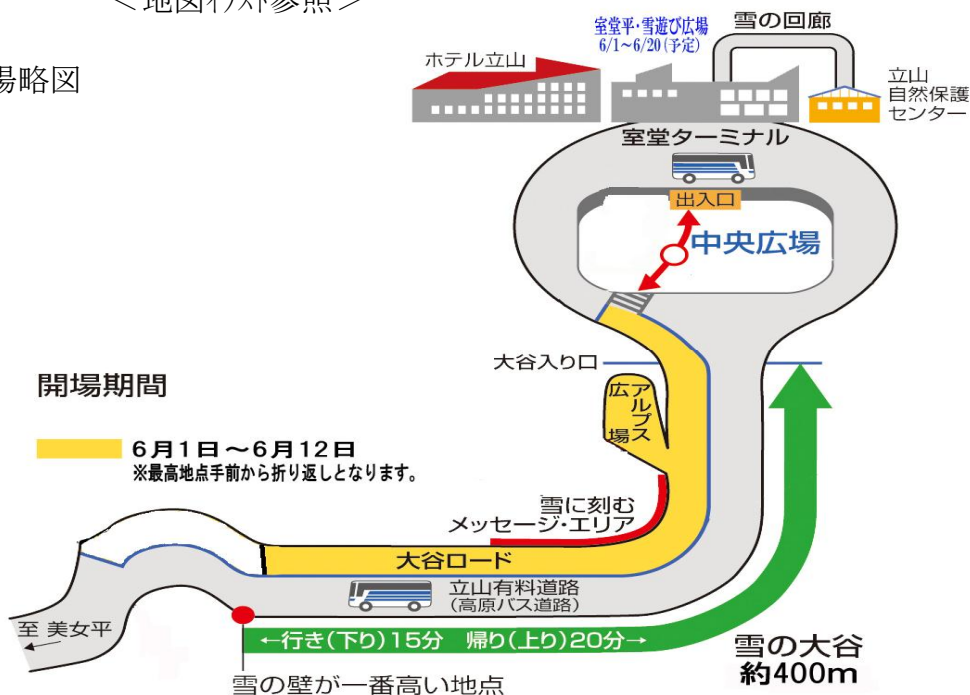 ＜地図ｲﾗｽﾄ参照＞
場略図
室堂平・雪遊び広場
6/1～6/20(予定)
雪の回廊
ホテル立山
立山
自然保護
センター
室堂ターミナル
出入口
中央広場
大谷入り口
アルプス
広場
開場期間
6月1日～6月12日
※最高地点手前から折り返しとなります。
雪に刻む
メッセージ・エリア
大谷ロード
立山有料道路
(高原バス道路)
至 美女平
←
←行き(下り)15分 帰り(上り)20分→
雪の大谷
約400m
雪の壁が一番高い地点